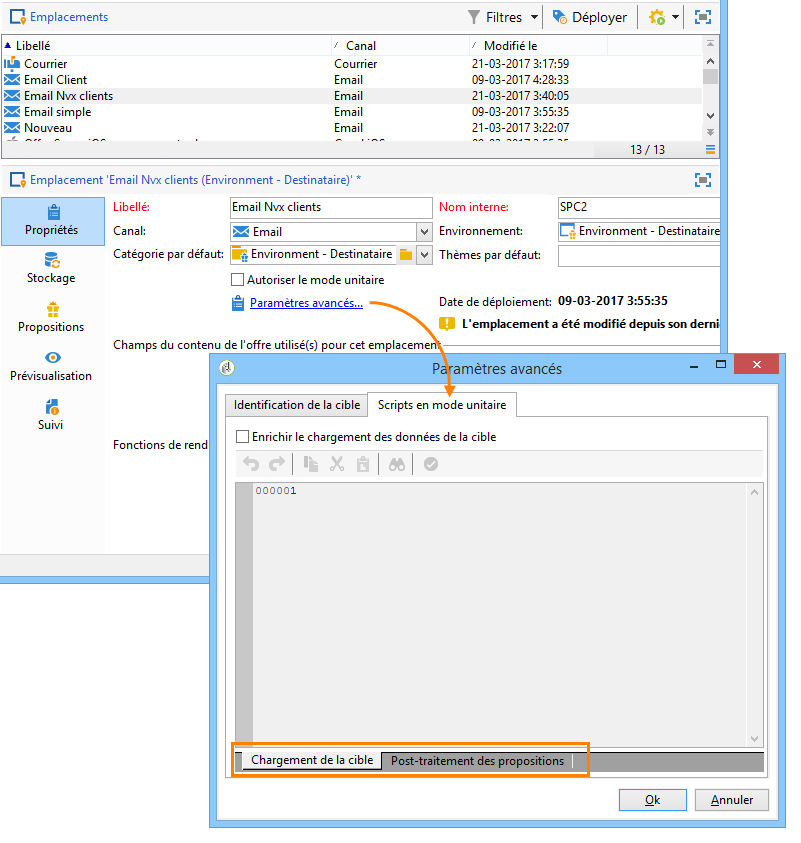 Emplacements
Filtres
Déployer
Libellé Canal Modifié le
Courrier Courrier 21-03-2017 3:17:59
Email Client Email 09-03-2017 4:28:33
Email Nvx clients Email 21-03-2017 3:40:05
Email simple Email 09-03-2017 3:55:35
Nouveau Email 21-03-2017 3:22:07
13 / 13
Emplacement 'Email Nvx clients (Environment - Destinataire)' *
Propriétés
Stockage
Propositions
Prévisualisation
Suivi
Libellé: Email Nvx clients Nom interne: SPC2
Canal: Email Environnement: Environment - Destinataire
Catégorie par défaut: Environment - Destinataire Thèmes par défaut:
Autoriser le mode unitaire
Paramètres avancés... Date de déploiement: 09-03-2017 3:55:35
L'emplacement a été modifié depuis son derni
Champs du contenu de l'offre utilisé(s) pour cet emplacement
Fonctions de rend
Paramètres avancés
Identification de la cible Scripts en mode unitaire
Enrichir le chargement des données de la cible
000001
Chargement de la cible Post-traitement des propositions
Ok Annuler